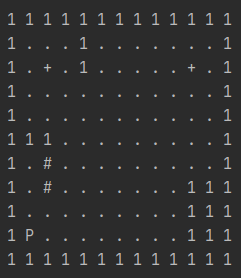 1 1 1 1 1 1 1 1 1 1 1 1 1
1 . . . 1 . . . . . . . 1
1 . + . 1 . . . . . + . 1
1 . . . . . . . . . . . 1
1 . . . . . . . . . . . 1
1 1 1 . . . . . . . . . 1
1 . # . . . . . . . . . 1
1 . # . . . . . . . 1 1 1
1 . . . . . . . . . 1 1 1
1 P . . . . . . . . 1 1 1
1 1 1 1 1 1 1 1 1 1 1 1 1